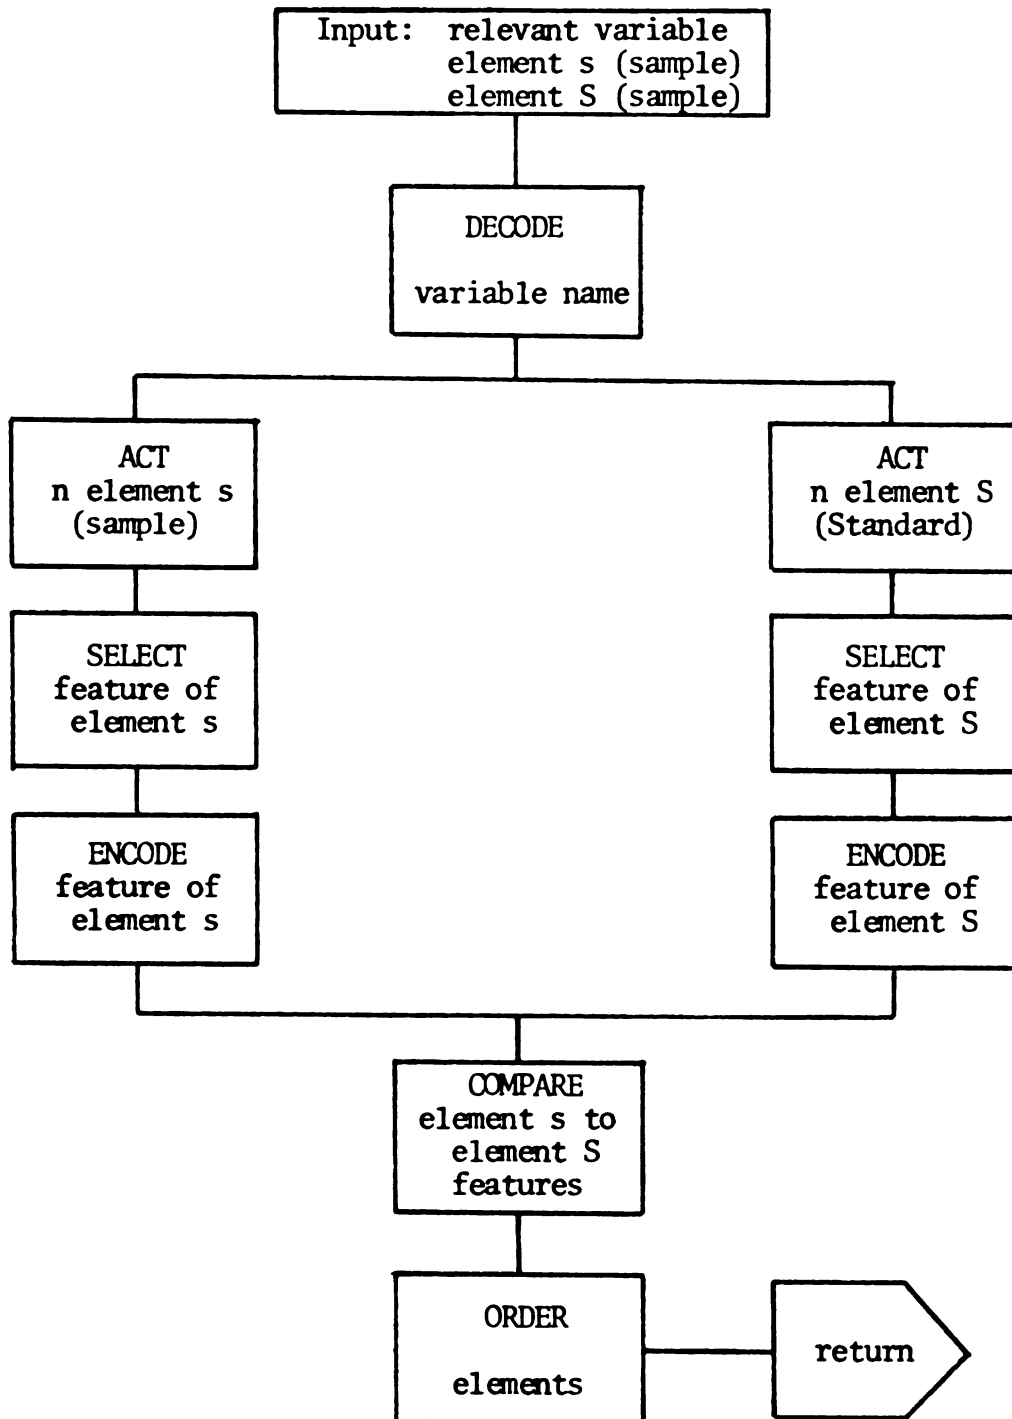 Input: relevant variable
element s (sample)
element S (sample)
DECODE
variable name
ACT
n element s
(sample)
ACT
n element S
(Standard)
SELECT
feature of
element s
SELECT
feature of
element S
ENCODE
feature of
element s
ENCODE
feature of
element S
COMPARE
element s to
element S
features
ORDER
elements
return